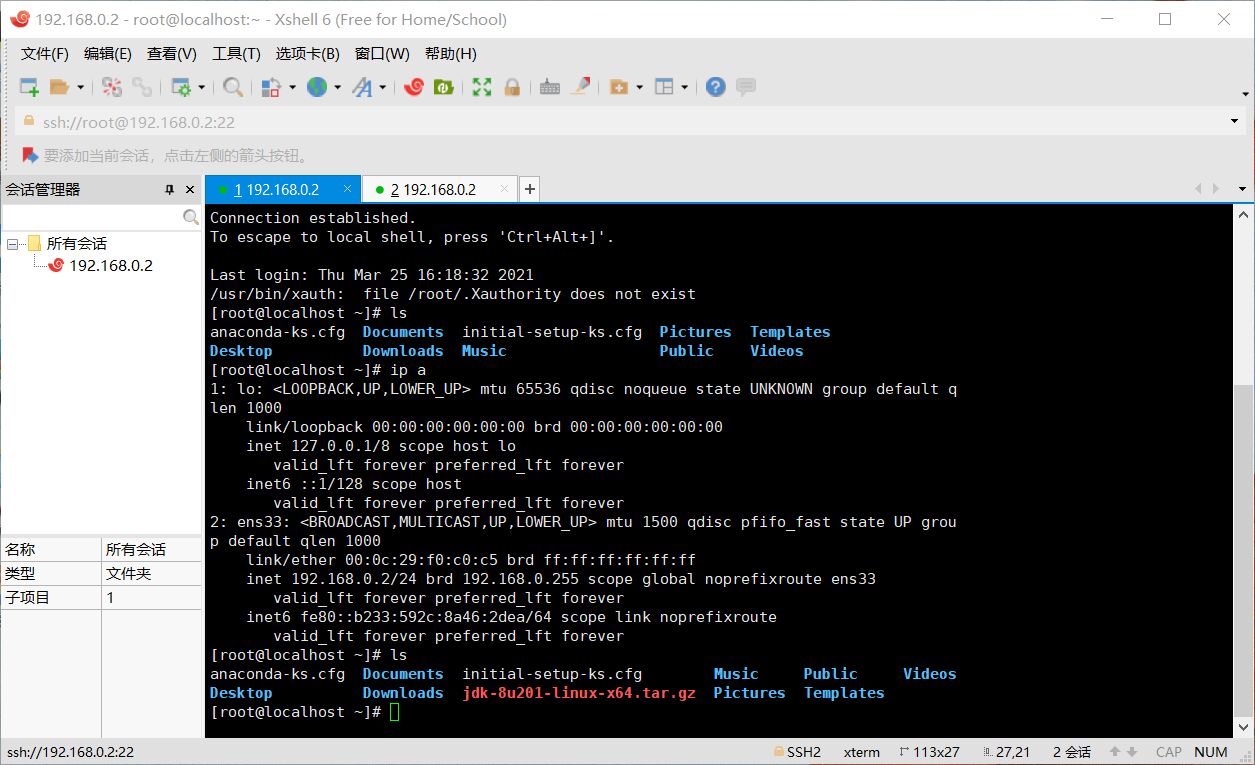 192.168.0.2 - root@localhost:~ - Xshell 6 (Free for Home/School)
文件(F) 编辑(E) 查看(V) 工具(T) 选项卡(B) 窗口(W) 帮助(H)
ssh://root@192.168.0.2:22
要添加当前会话，点击左侧的箭头按钮。
会话管理器
1 192.168.0.2 × 2 192.168.0.2 × +
所有会话
192.168.0.2
名称 所有会话
类型 文件夹
子项目 1
Connection established.
To escape to local shell, press 'Ctrl+Alt+]'.
Last login: Thu Mar 25 16:18:32 2021
/usr/bin/xauth:  file /root/.Xauthority does not exist
[root@localhost ~]# ls
anaconda-ks.cfg  Documents  initial-setup-ks.cfg  Pictures  Templates
Desktop          Downloads  Music                 Public    Videos
[root@localhost ~]# ip a
1: lo: <LOOPBACK,UP,LOWER_UP> mtu 65536 qdisc noqueue state UNKNOWN group default q
len 1000
    link/loopback 00:00:00:00:00:00 brd 00:00:00:00:00:00
    inet 127.0.0.1/8 scope host lo
       valid_lft forever preferred_lft forever
    inet6 ::1/128 scope host
       valid_lft forever preferred_lft forever
2: ens33: <BROADCAST,MULTICAST,UP,LOWER_UP> mtu 1500 qdisc pfifo_fast state UP grou
p default qlen 1000
    link/ether 00:0c:29:f0:c0:c5 brd ff:ff:ff:ff:ff:ff
    inet 192.168.0.2/24 brd 192.168.0.255 scope global noprefixroute ens33
       valid_lft forever preferred_lft forever
    inet6 fe80::b233:592c:8a46:2dea/64 scope link noprefixroute
       valid_lft forever preferred_lft forever
[root@localhost ~]# ls
anaconda-ks.cfg  Documents  initial-setup-ks.cfg        Music     Public     Videos
Desktop          Downloads  jdk-8u201-linux-x64.tar.gz  Pictures  Templates
[root@localhost ~]#
ssh://192.168.0.2:22 SSH2 xterm 113x27 27,21 2 会话 CAP NUM